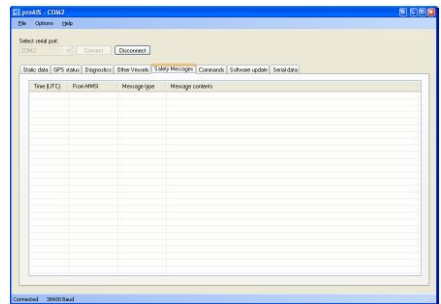 proAIS - COM2
File Options Help
Select serial port:
COM2 Connect Disconnect
Static data GPS status Diagnostics Other Vessels Safety Messages Commands Software update Serial data
Time (UTC) From MMSI Message type Message contents
Connected 38400 Baud